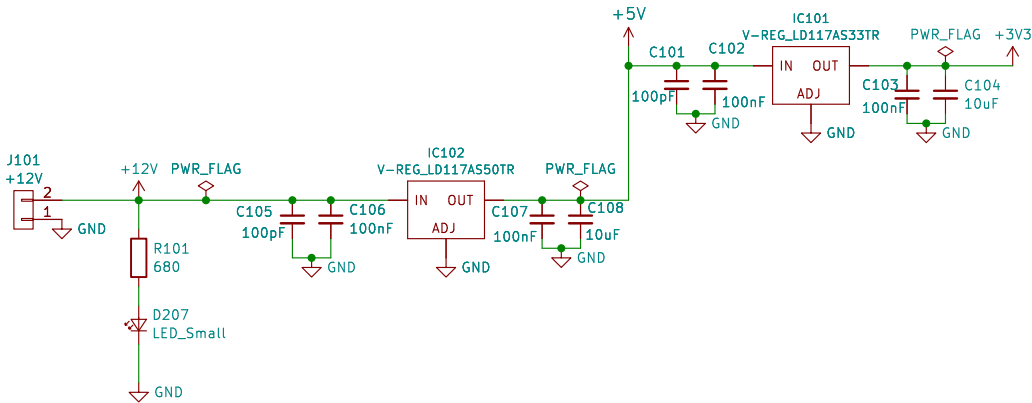 +5V
IC101
V-REG_LD117AS33TR
IN OUT
ADJ
GND
C101
100pF
C102
100nF
GND
PWR_FLAG
+3V3
C103
100nF
C104
10uF
GND
J101
+12V
2
1
GND
+12V
PWR_FLAG
IC102
V-REG_LD117AS50TR
IN OUT
ADJ
GND
C105
100pF
C106
100nF
GND
PWR_FLAG
C107
100nF
C108
10uF
GND
R101
680
D207
LED_Small
GND